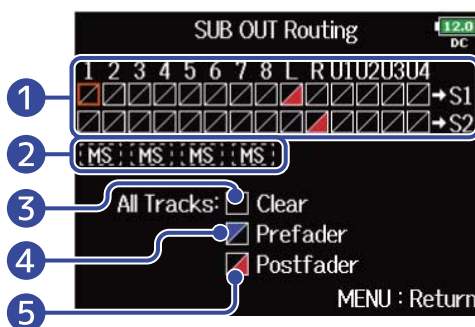 SUB OUT Routing
12.0
DC
1 2 3 4 5 6 7 8 L R U1U2U3U4
1
→S1
→S2
2
MS MS MS MS
3
All Tracks: Clear
4
Prefader
Postfader
5
MENU : Return